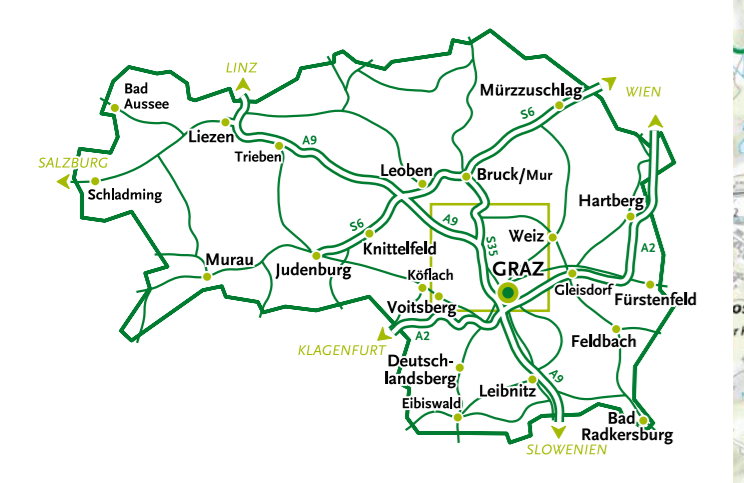 LINZ
Bad
Aussee
Mürzzuschlag
WIEN
S6
Liezen
A9
Trieben
SALZBURG
Leoben
Bruck/Mur
Schladming
Hartberg
S6
A9
S35
Weiz
A2
Knittelfeld
Murau
Judenburg
Köflach
GRAZ
Gleisdorf
Fürstenfeld
Voitsberg
A2
KLAGENFURT
Feldbach
Deutsch-
landsberg
A9
Leibnitz
Eibiswald
Bad
Radkersburg
SLOWENIEN